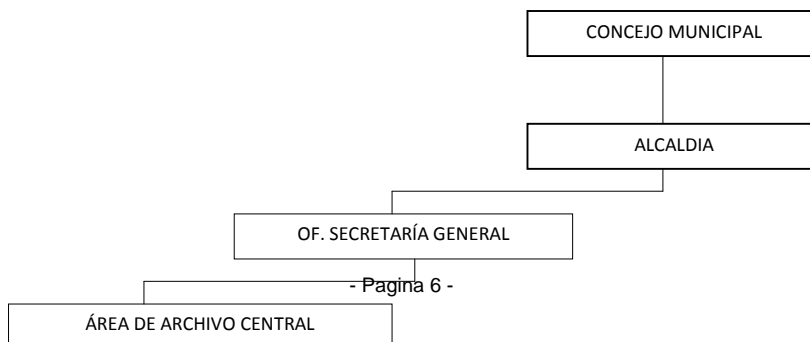 CONCEJO MUNICIPAL
ALCALDIA
OF. SECRETARÍA GENERAL
- Pagina 6 -
ÁREA DE ARCHIVO CENTRAL